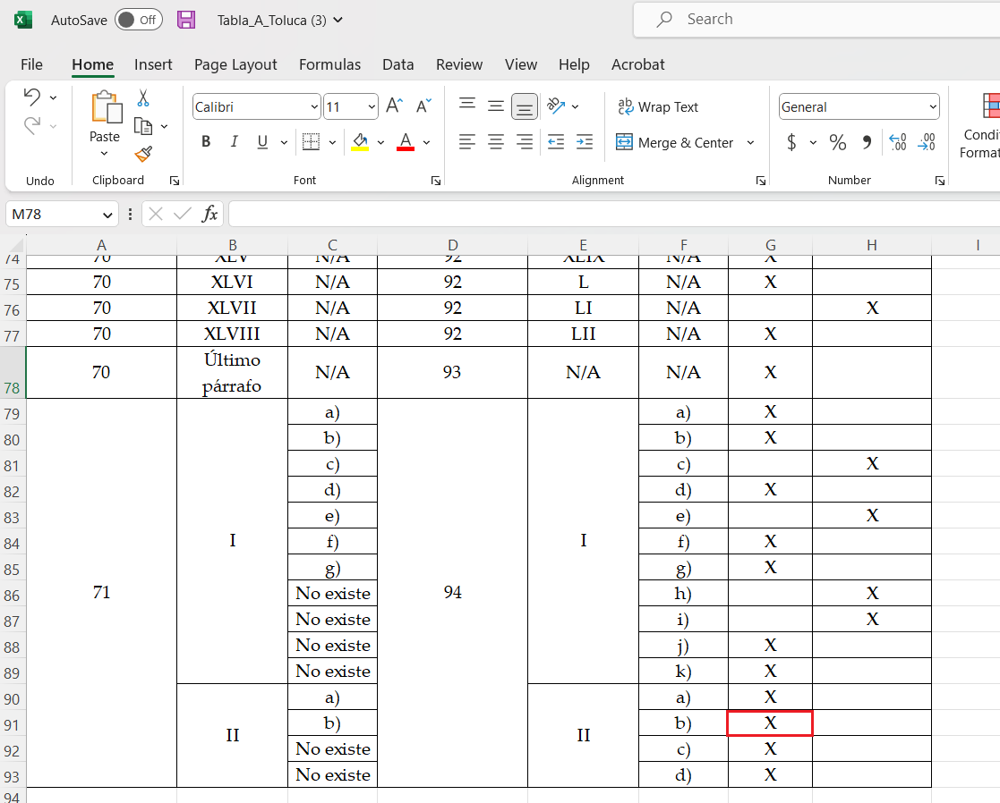 AutoSave Off Tabla_A_Toluca (3) Search
File Home Insert Page Layout Formulas Data Review View Help Acrobat
Calibri 11 Wrap Text General
Paste B I U Merge & Center $ % Condi
Format
Undo Clipboard Font Alignment Number
M78 fx
A B C D E F G H I
74 70 XLV N/A 92 XLIX N/A X
75 70 XLVI N/A 92 L N/A X
76 70 XLVII N/A 92 LI N/A X
77 70 XLVIII N/A 92 LII N/A X
78 70 Último párrafo N/A 93 N/A N/A X
79 a) a) X
80 b) b) X
81 c) c) X
82 d) d) X
83 e) e) X
84 I f) I f) X
85 g) g) X
86 71 No existe 94 h) X
87 No existe i) X
88 No existe j) X
89 No existe k) X
90 a) a) X
91 II b) II b) X
92 No existe c) X
93 No existe d) X
94